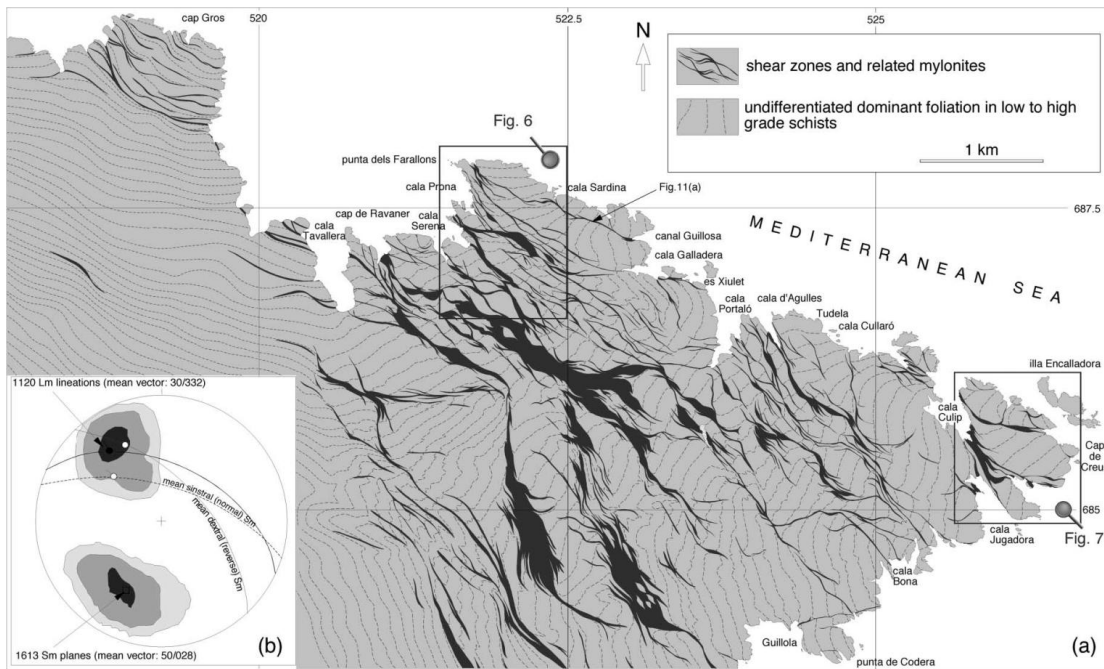 cap Gros
520
522.5
525
N
shear zones and related mylonites
undifferentiated dominant foliation in low to high
grade schists
1 km
Fig. 6
punta dels Farallons
cala Prona
cala Sardina
Fig.11(a)
687.5
cap de Ravaner
cala
Serena
cala
Tavallera
canal Guillosa
cala Galladera
MEDITERRANEAN SEA
es Xiulet
cala
Portaló
cala d'Agulles
Tudela
cala Cullaró
illa Encalladora
cala
Culip
Cap
de
Creus
685
cala
Jugadora
Fig. 7
cala
Bona
Guillola
punta de Codera
(a)
1120 Lm lineations (mean vector: 30/332)
mean sinstral (normal) Sm
mean dextral (reverse) Sm
1613 Sm planes (mean vector: 50/028)
(b)